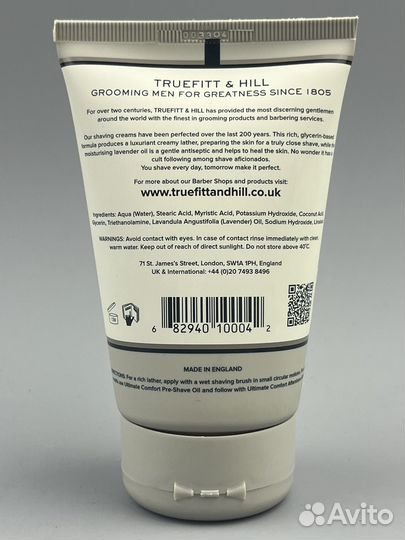 003304
TRUEFITT & HILL
GROOMING MEN FOR GREATNESS SINCE 1805
For over two centuries, TRUEFITT & HILL has provided the most discerning gentlemen
around the world with the finest in grooming products and barbering services.
Our shaving creams have been perfected over the last 200 years. This rich, glycerin-based
formula produces a luxuriant creamy lather, preparing the skin for a truly close shave, while the
moisturising lavender oil is a gentle antiseptic and helps to heal the skin. No wonder it has a
cult following among shave aficionados.
You shave every day, tomorrow make it perfect.
For more about our Barber Shops and products visit:
www.truefittandhill.co.uk
Ingredients: Aqua (Water), Stearic Acid, Myristic Acid, Potassium Hydroxide, Coconut Acid,
Glycerin, Triethanolamine, Lavandula Angustifolia (Lavender) Oil, Sodium Hydroxide,
WARNINGS: Avoid contact with eyes. In case of contact rinse immediately with clean,
warm water. Keep out of reach of direct sunlight. Do not store above 40°C.
71 St. James's Street, London, SW1A 1PH, England
UK & International: +44 (0)20 7493 8496
6 82940 10004 2
MADE IN ENGLAND
For a rich lather, apply with a wet shaving brush in small circular
Ultimate Comfort Pre-Shave Oil and follow with Ultimate Comfort
Avito